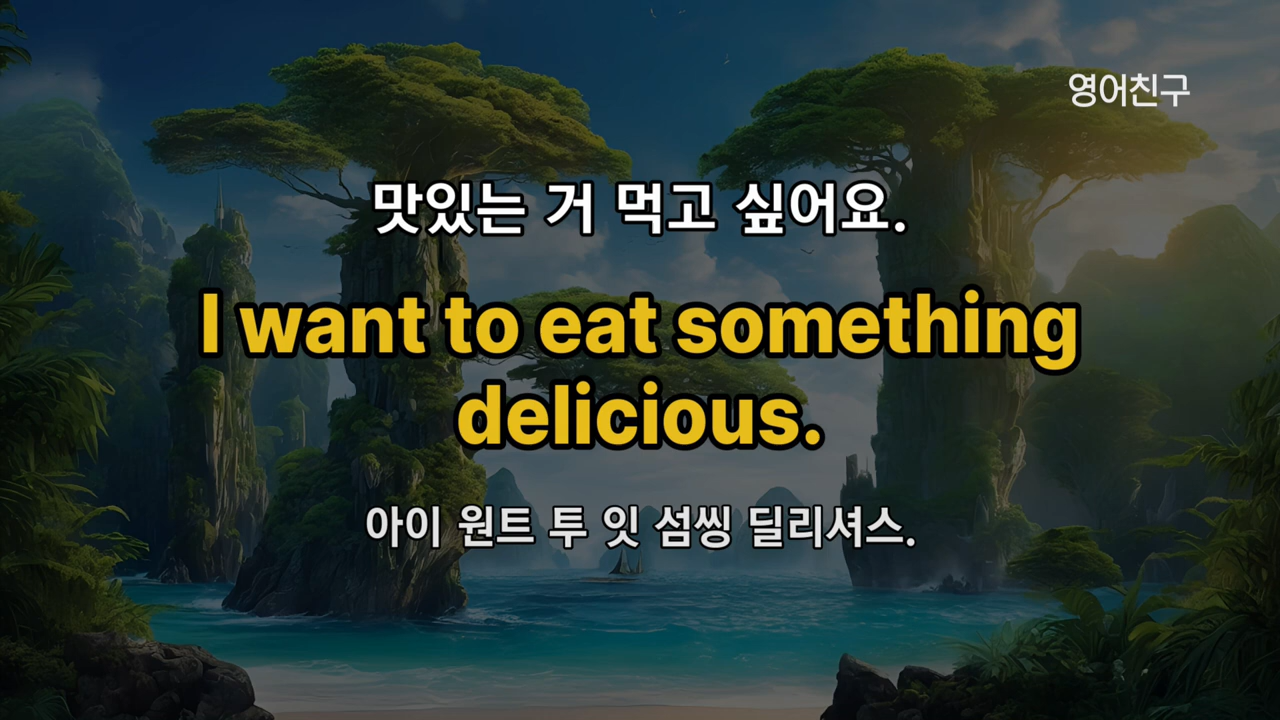 영어친구
맛있는 거 먹고 싶어요.
I want to eat something
delicious.
아이 원트 투 잇 섬씽 딜리셔스.